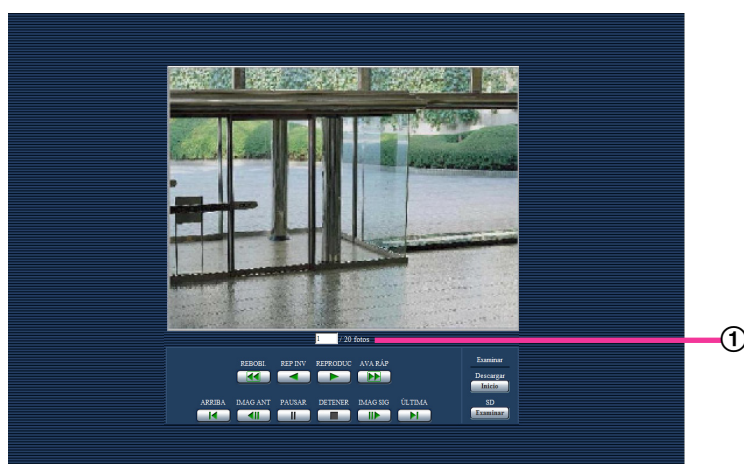 1 / 20 fotos
①
REBOBI. REP INV REPRODUC AVA RÁP
Examinar
Descargar
Inicio
ARRIBA IMAG ANT PAUSAR DETENER IMAG SIG ÚLTIMA
SD
Examinar